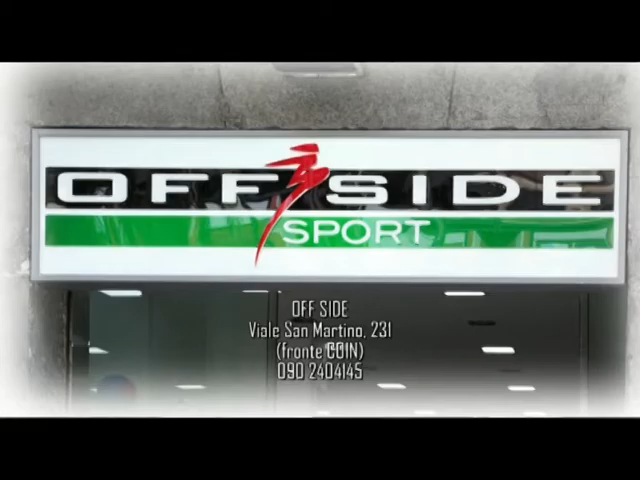 OFF SIDE
SPORT
OFF SIDE
Viale San Martino, 231
(fronte COIN)
090 2404145